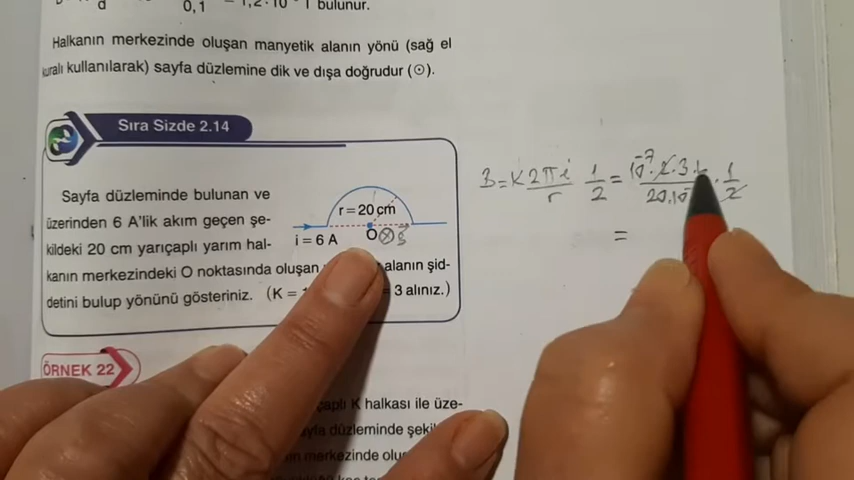 0,1
bulunur.
Halkanın merkezinde oluşan manyetik alanın yönü (sağ el
kuralı kullanılarak) sayfa düzlemine dik ve dışa doğrudur (⊙).
Sıra Sizde 2.14
Sayfa düzleminde bulunan ve
üzerinden 6 A'lik akım geçen şe-
kildeki 20 cm yarıçaplı yarım hal-
kanın merkezindeki O noktasında oluşan alanın şid-
detini bulup yönünü gösteriniz. (K = 3 alınız.)
r = 20 cm
i = 6 A
O ⊗ B
B = K 2πi/r 1/2 = 10⁻⁷.2.3. /20.10 . 1/2
=
ÖRNEK 22
K halkası ile üze-
düzleminde
merkezinde